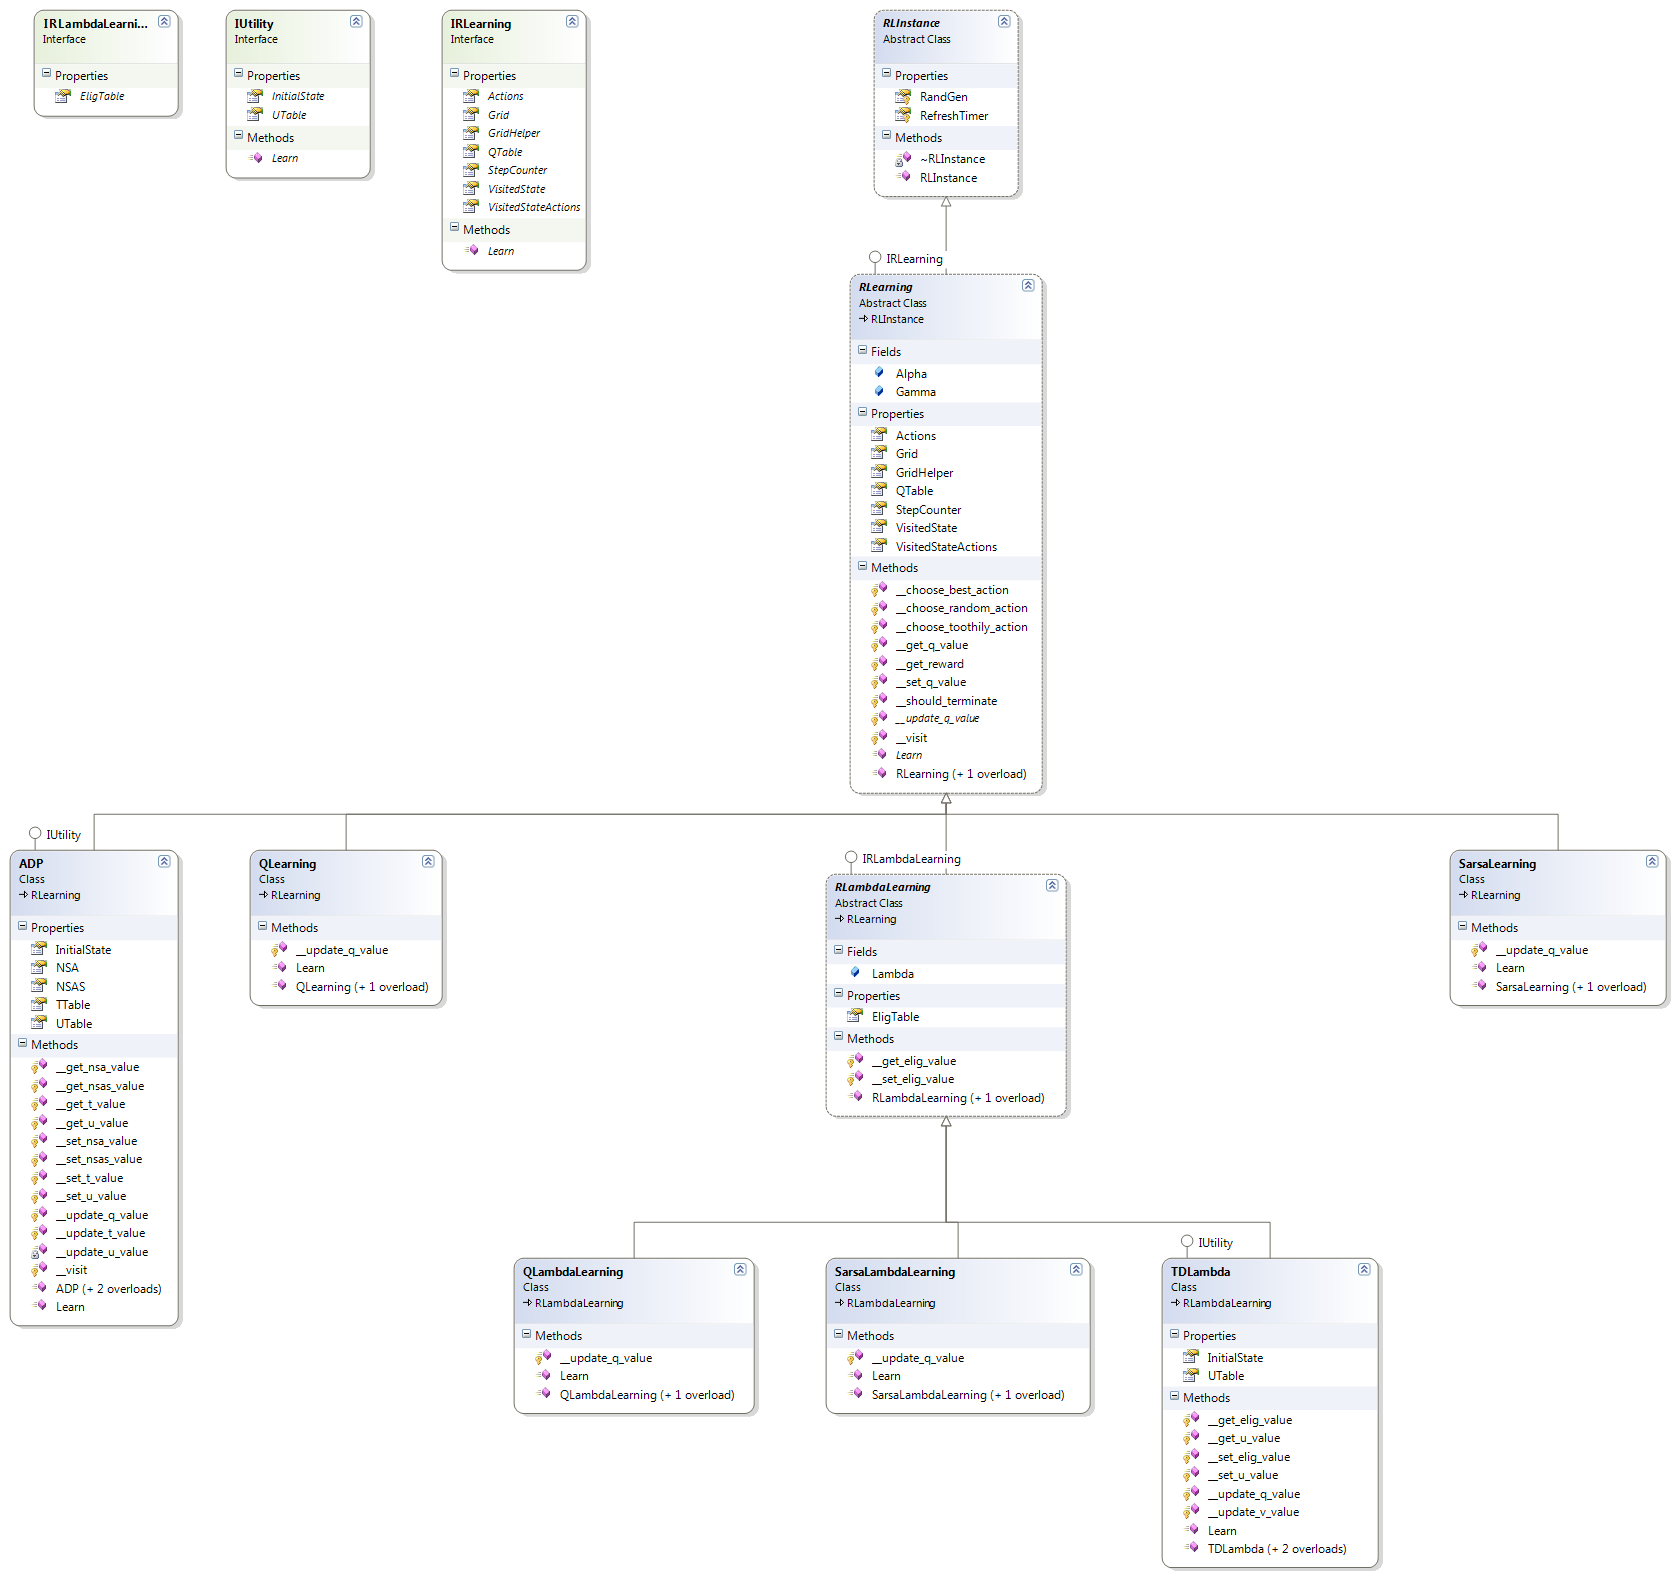 IRLambdaLearni...
Interface
Properties
EligTable
IUtility
Interface
Properties
InitialState
UTable
Methods
Learn
IRLearning
Interface
Properties
Actions
Grid
GridHelper
QTable
StepCounter
VisitedState
VisitedStateActions
Methods
Learn
RLInstance
Abstract Class
Properties
RandGen
RefreshTimer
Methods
~RLInstance
RLInstance
IRLearning
RLearning
Abstract Class
RLInstance
Fields
Alpha
Gamma
Properties
Actions
Grid
GridHelper
QTable
StepCounter
VisitedState
VisitedStateActions
Methods
__choose_best_action
__choose_random_action
__choose_toothily_action
__get_q_value
__get_reward
__set_q_value
__should_terminate
__update_q_value
__visit
Learn
RLearning (+ 1 overload)
IUtility
ADP
Class
RLearning
Properties
InitialState
NSA
NSAS
TTable
UTable
Methods
__get_nsa_value
__get_nsas_value
__get_t_value
__get_u_value
__set_nsa_value
__set_nsas_value
__set_t_value
__set_u_value
__update_q_value
__update_t_value
__update_u_value
__visit
ADP (+ 2 overloads)
Learn
QLearning
Class
RLearning
Methods
__update_q_value
Learn
QLearning (+ 1 overload)
IRLambdaLearning
RLambdaLearning
Abstract Class
RLearning
Fields
Lambda
Properties
EligTable
Methods
__get_elig_value
__set_elig_value
RLambdaLearning (+ 1 overload)
SarsaLearning
Class
RLearning
Methods
__update_q_value
Learn
SarsaLearning (+ 1 overload)
QLambdaLearning
Class
RLambdaLearning
Methods
__update_q_value
Learn
QLambdaLearning (+ 1 overload)
SarsaLambdaLearning
Class
RLambdaLearning
Methods
__update_q_value
Learn
SarsaLambdaLearning (+ 1 overload)
IUtility
TDLambda
Class
RLambdaLearning
Properties
InitialState
UTable
Methods
__get_elig_value
__get_u_value
__set_elig_value
__set_u_value
__update_q_value
__update_v_value
Learn
TDLambda (+ 2 overloads)